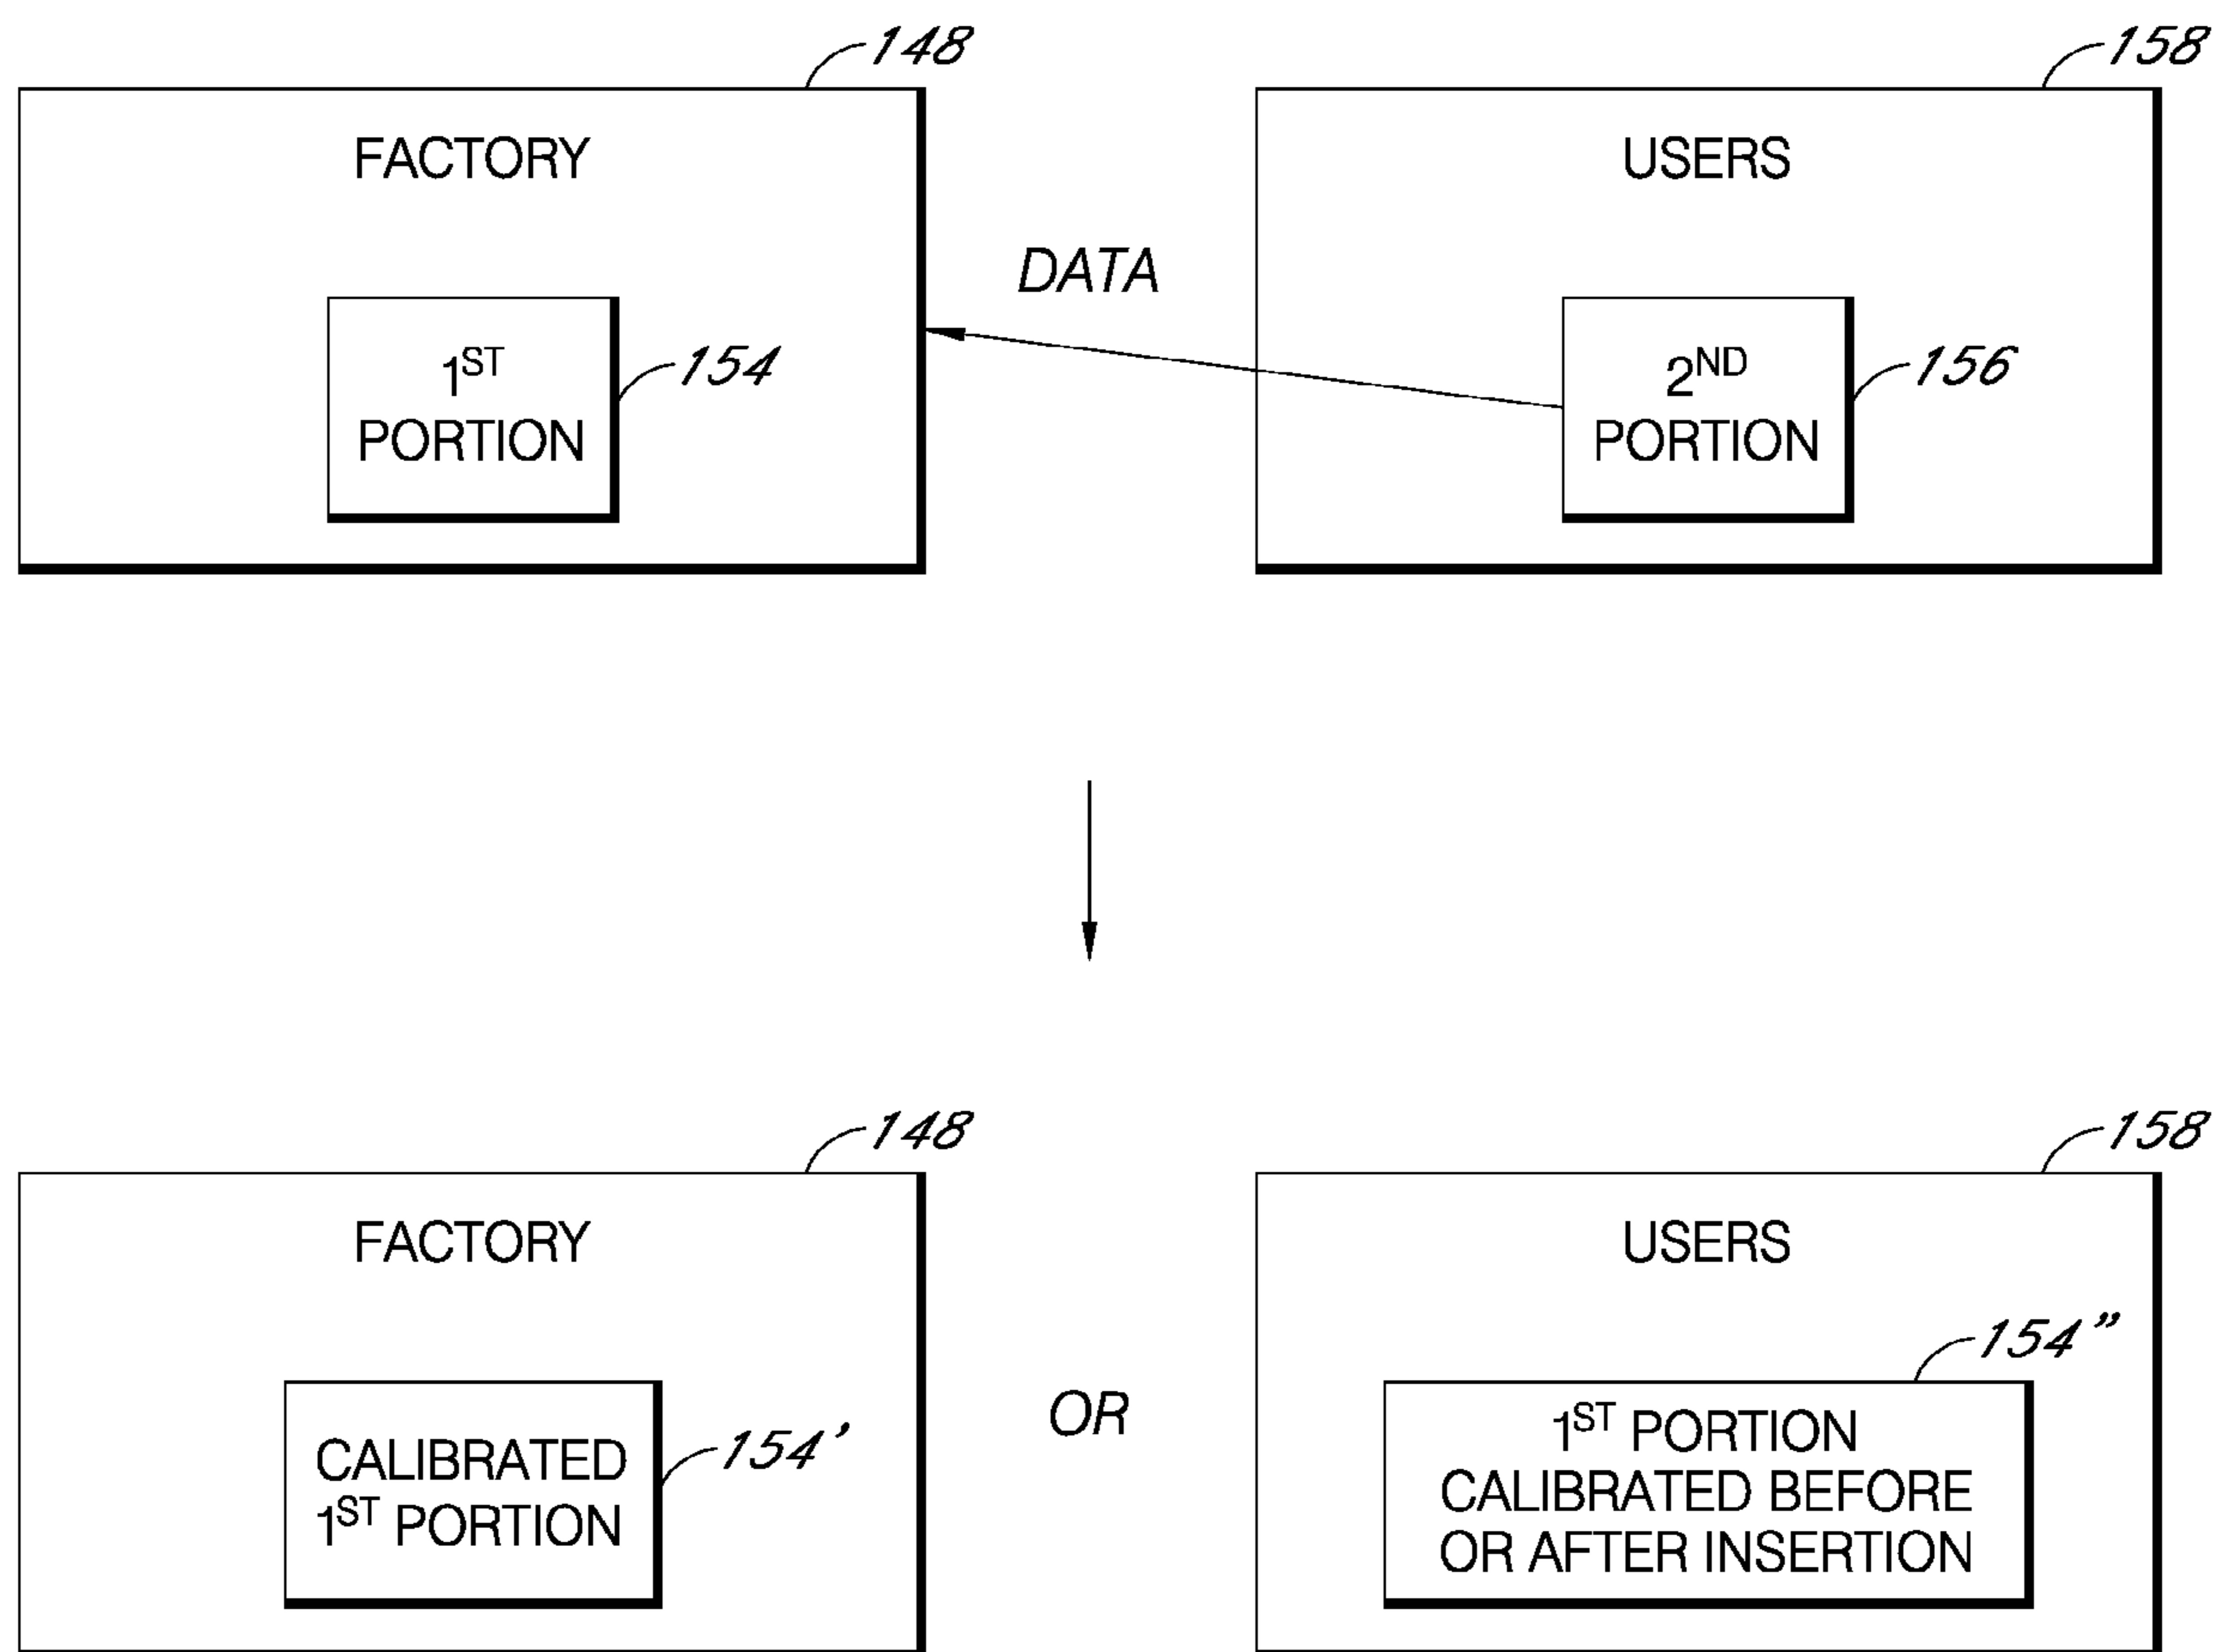 148
158
FACTORY
USERS
DATA
1ST
PORTION
154
2ND
PORTION
156
148
158
FACTORY
USERS
154”
CALIBRATED
1ST PORTION
154’
OR
1ST PORTION
CALIBRATED BEFORE
OR AFTER INSERTION